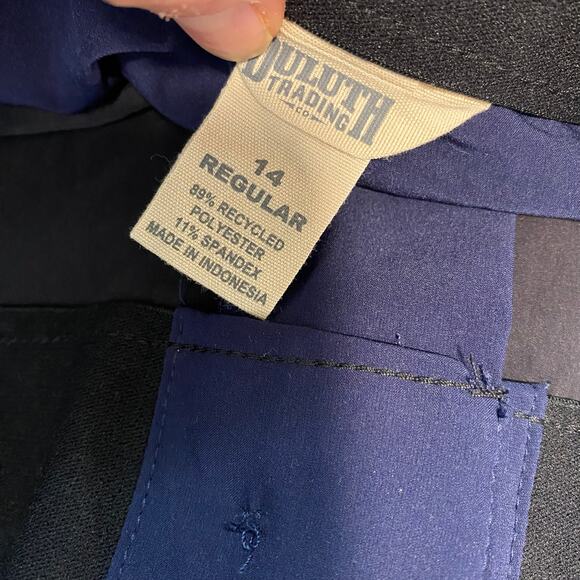 DULUTH
TRADING
CO
14
REGULAR
89% RECYCLED
POLYESTER
11% SPANDEX
MADE IN INDONESIA